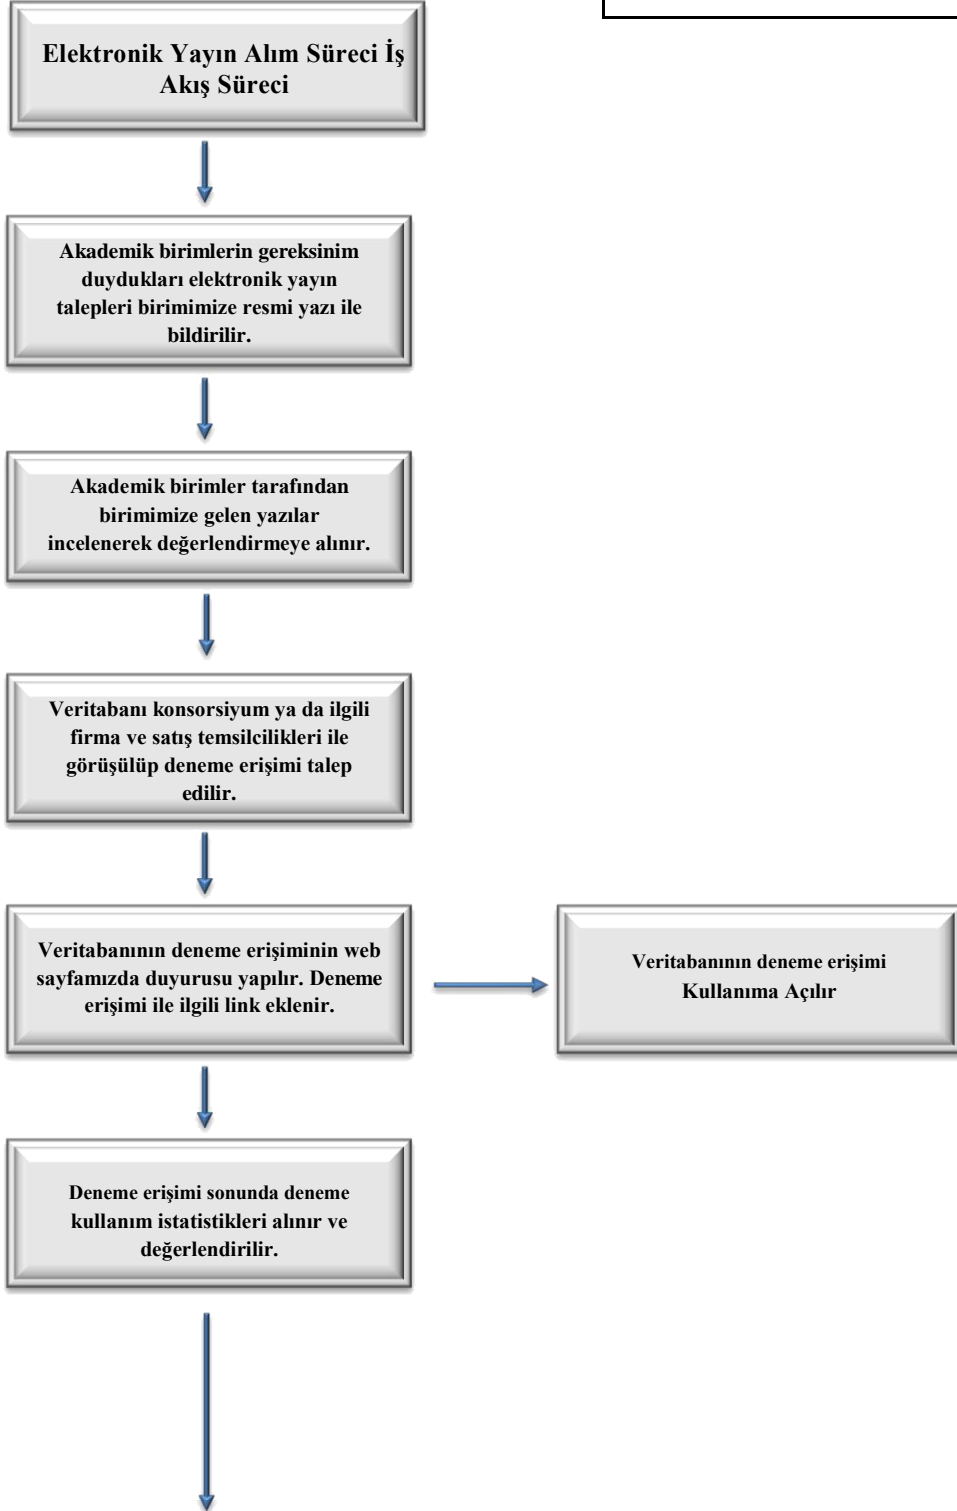 Elektronik Yayın Alım Süreci İş
Akış Süreci
Akademik birimlerin gereksinim
duydukları elektronik yayın
talepleri birimimize resmi yazı ile
bildirilir.
Akademik birimler tarafından
birimimize gelen yazılar
incelenerek değerlendirmeye alınır.
Veritabanı konsorsiyum ya da ilgili
firma ve satış temsilcilikleri ile
görüşülüp deneme erişimi talep
edilir.
Veritabanının deneme erişiminin web
sayfamızda duyurusu yapılır. Deneme
erişimi ile ilgili link eklenir.
Veritabanının deneme erişimi
Kullanıma Açılır
Deneme erişimi sonunda deneme
kullanım istatistikleri alınır ve
değerlendirilir.